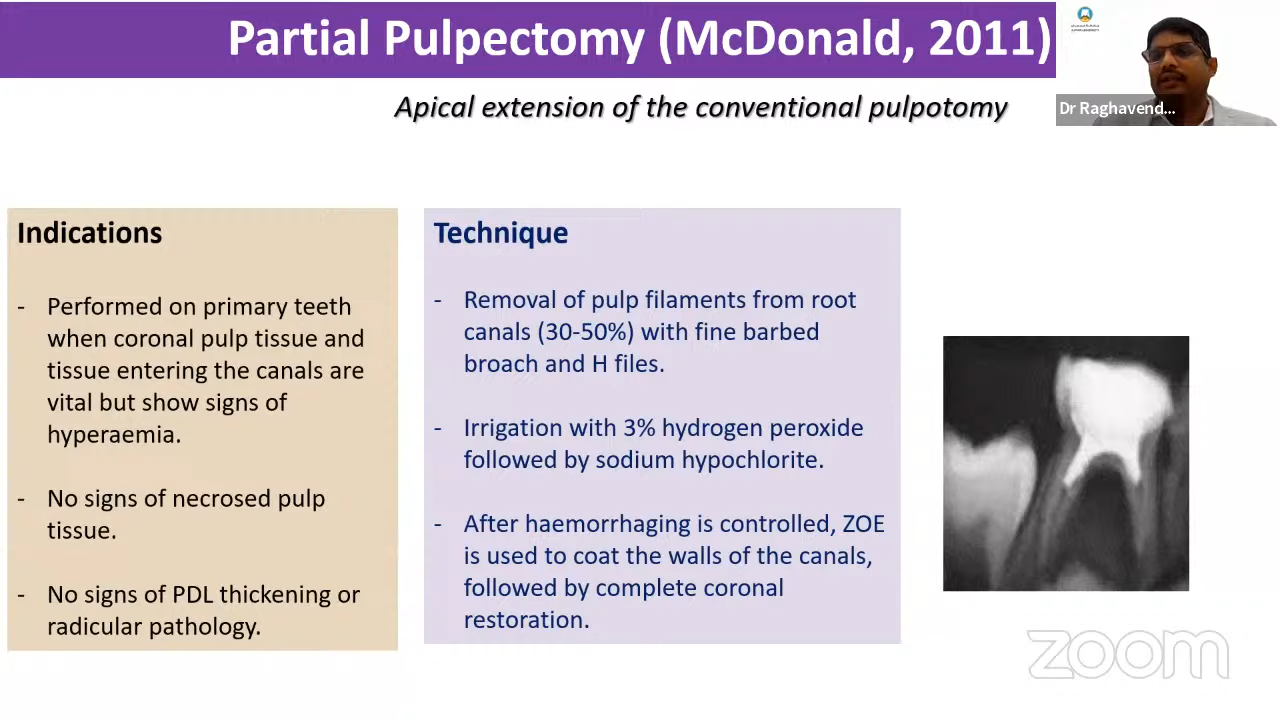 Partial Pulpectomy (McDonald, 2011)
Dr Raghavend...
Apical extension of the conventional pulpotomy
Indications
- Performed on primary teeth
when coronal pulp tissue and
tissue entering the canals are
vital but show signs of
hyperaemia.
- No signs of necrosed pulp
tissue.
- No signs of PDL thickening or
radicular pathology.
Technique
- Removal of pulp filaments from root
canals (30-50%) with fine barbed
broach and H files.
- Irrigation with 3% hydrogen peroxide
followed by sodium hypochlorite.
- After haemorrhaging is controlled, ZOE
is used to coat the walls of the canals,
followed by complete coronal
restoration.
zoom